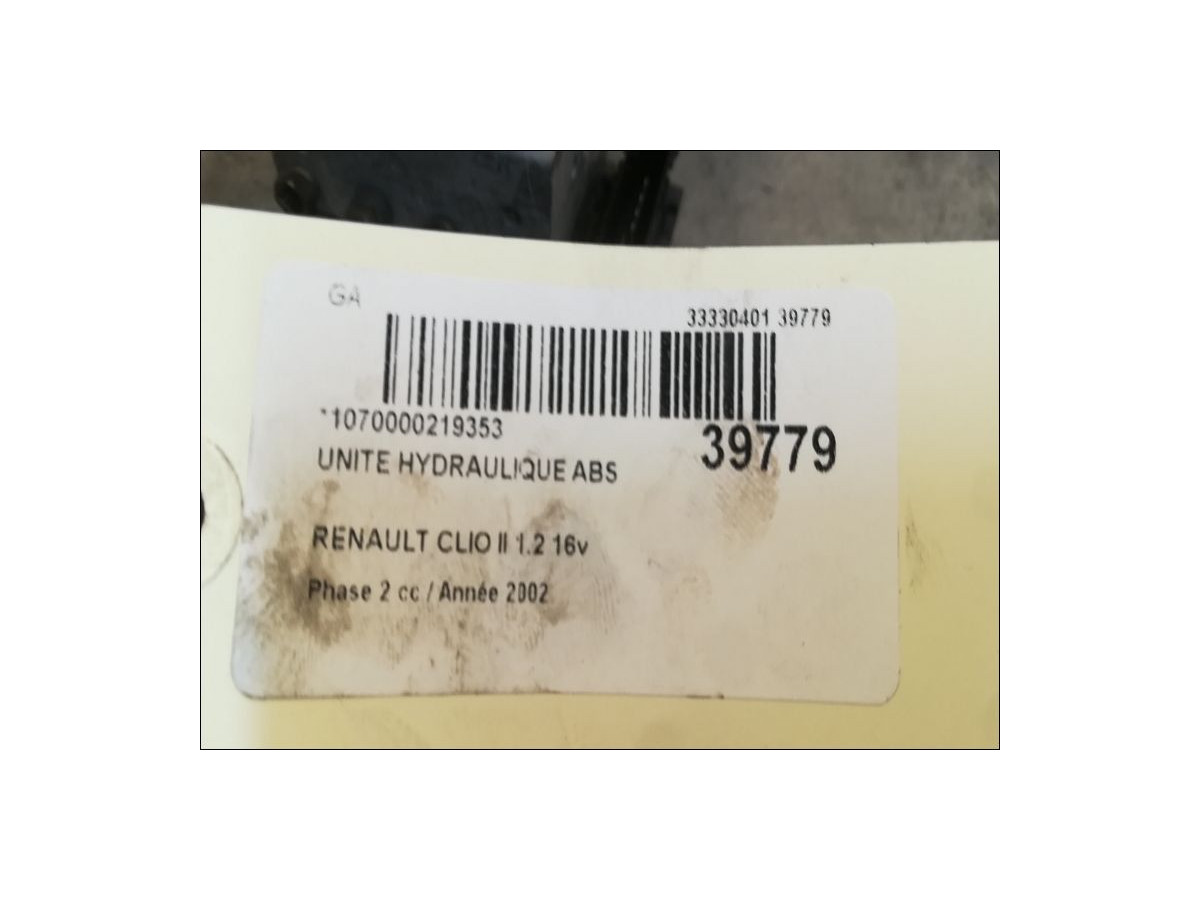 GA
33330401 39779
*1070000219353
39779
UNITE HYDRAULIQUE ABS
RENAULT CLIO II 1.2 16v
Phase 2 cc / Année 2002